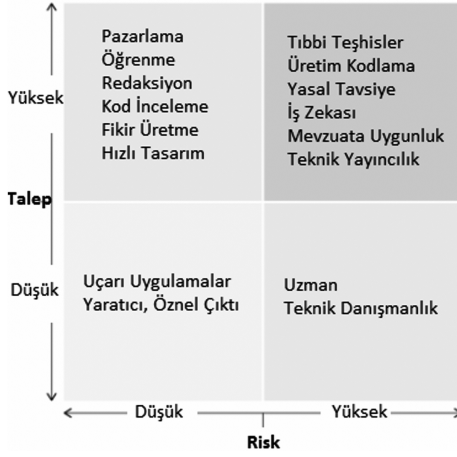 Pazarlama
Öğrenme
Redaksiyon
Kod İnceleme
Fikir Üretme
Hızlı Tasarım
Tıbbi Teşhisler
Üretim Kodlama
Yasal Tavsiye
İş Zekası
Mevzuata Uygunluk
Teknik Yayıncılık
Yüksek
Talep
Düşük
Uçarı Uygulamalar
Yaratıcı, Öznel Çıktı
Uzman
Teknik Danışmanlık
Düşük
Yüksek
Risk